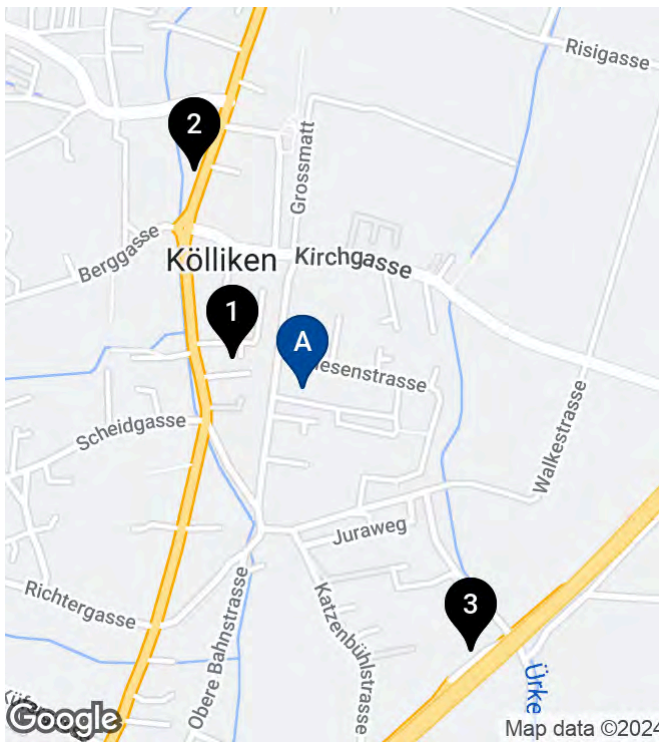 Risigasse
2
Grossmatt
Berggasse
Kölliken
Kirchgasse
1
A
iesenstrasse
Scheidgasse
Walkestrasse
Juraweg
3
Richtergasse
Obere Bahnstrasse
Katzenbühlstrasse
Ürke
Google
Map data ©2024